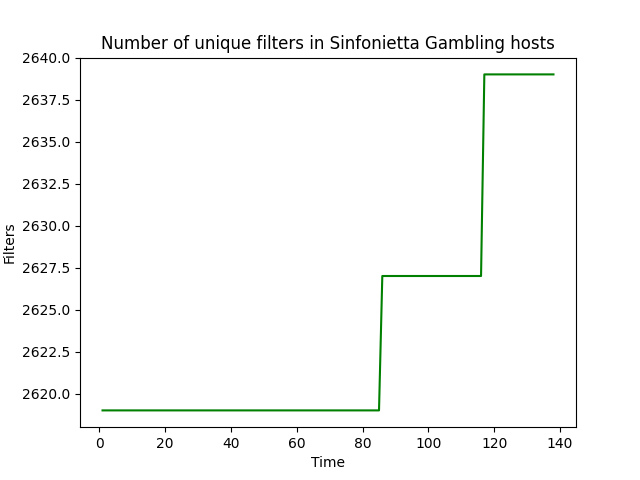 Number of unique filters in Sinfonietta Gambling hosts
2640.0
2637.5
2635.0
2632.5
2630.0
2627.5
2625.0
2622.5
2620.0
Filters
0 20 40 60 80 100 120 140
Time